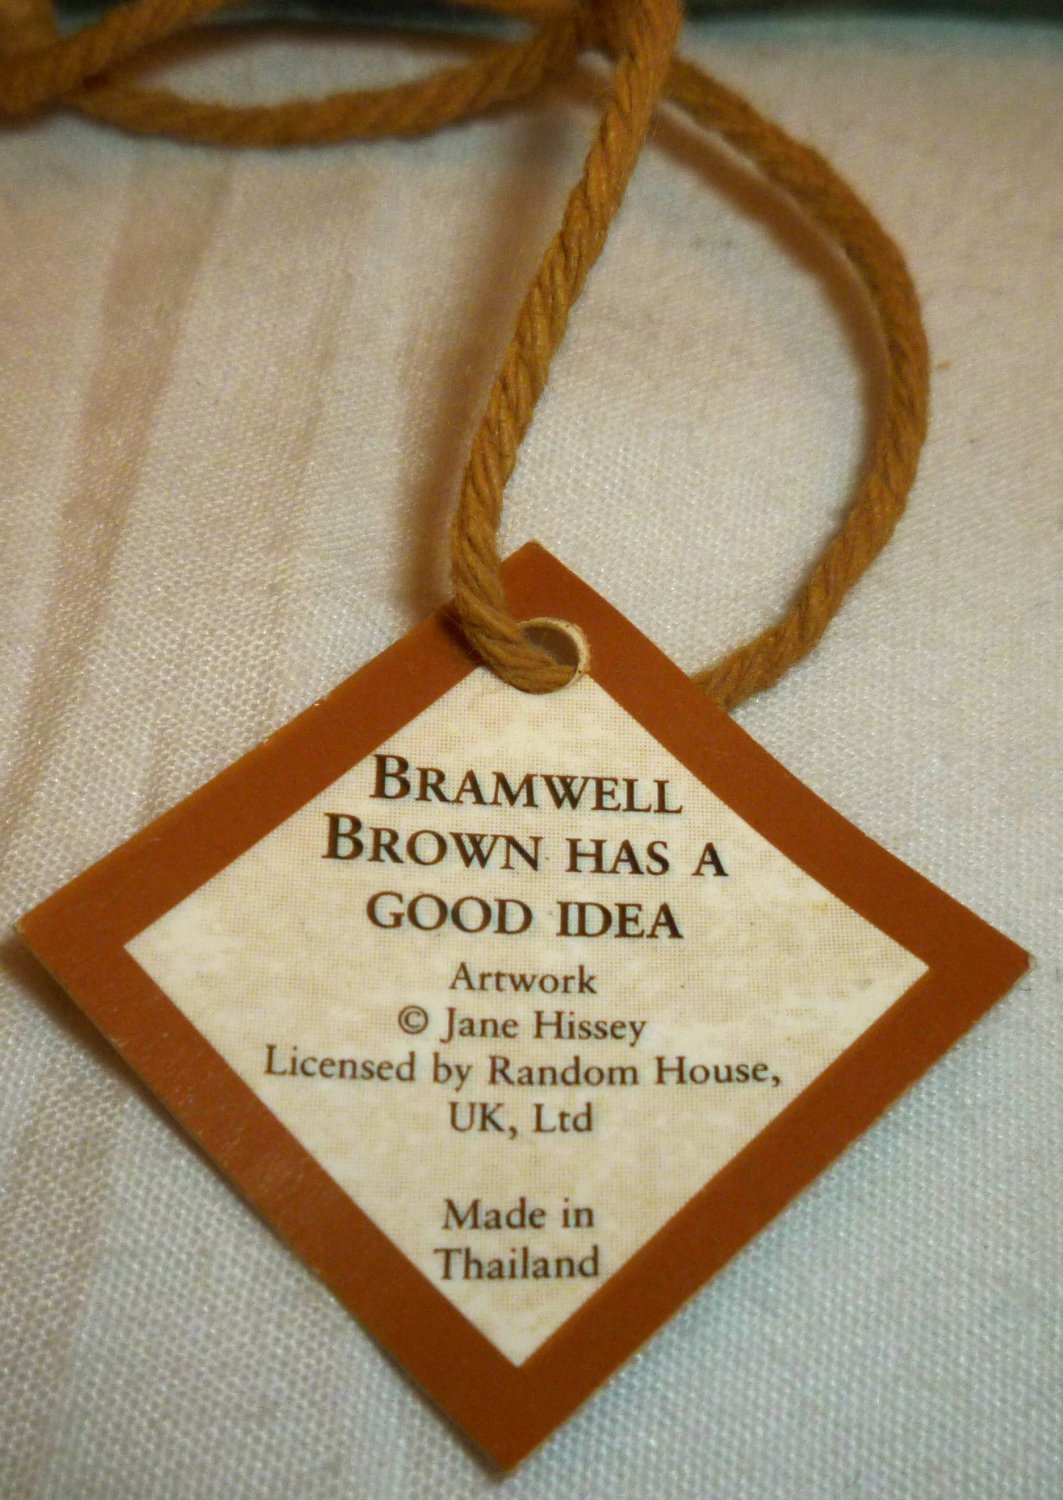 BRAMWELL
BROWN HAS A
GOOD IDEA
Artwork
© Jane Hissey
Licensed by Random House,
UK, Ltd
Made in
Thailand